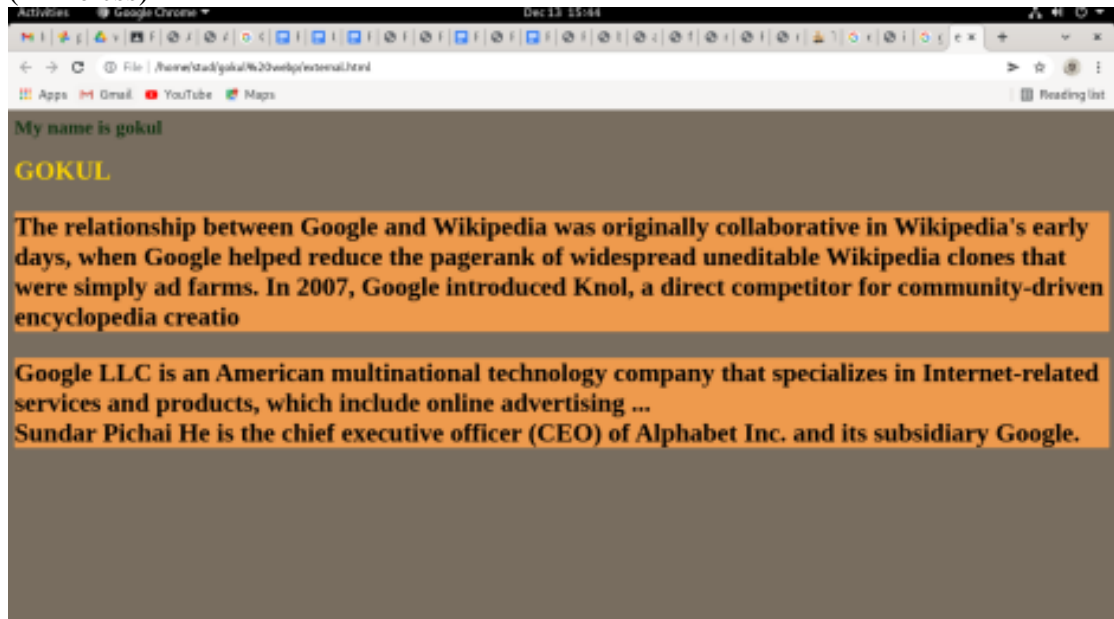 Activities Google Chrome
Dec 13 15:44
File | /home/stud/gokul%20webp/external.html
Apps Gmail YouTube Maps Reading list
My name is gokul
GOKUL
The relationship between Google and Wikipedia was originally collaborative in Wikipedia's early
days, when Google helped reduce the pagerank of widespread uneditable Wikipedia clones that
were simply ad farms. In 2007, Google introduced Knol, a direct competitor for community-driven
encyclopedia creatio
Google LLC is an American multinational technology company that specializes in Internet-related
services and products, which include online advertising ...
Sundar Pichai He is the chief executive officer (CEO) of Alphabet Inc. and its subsidiary Google.